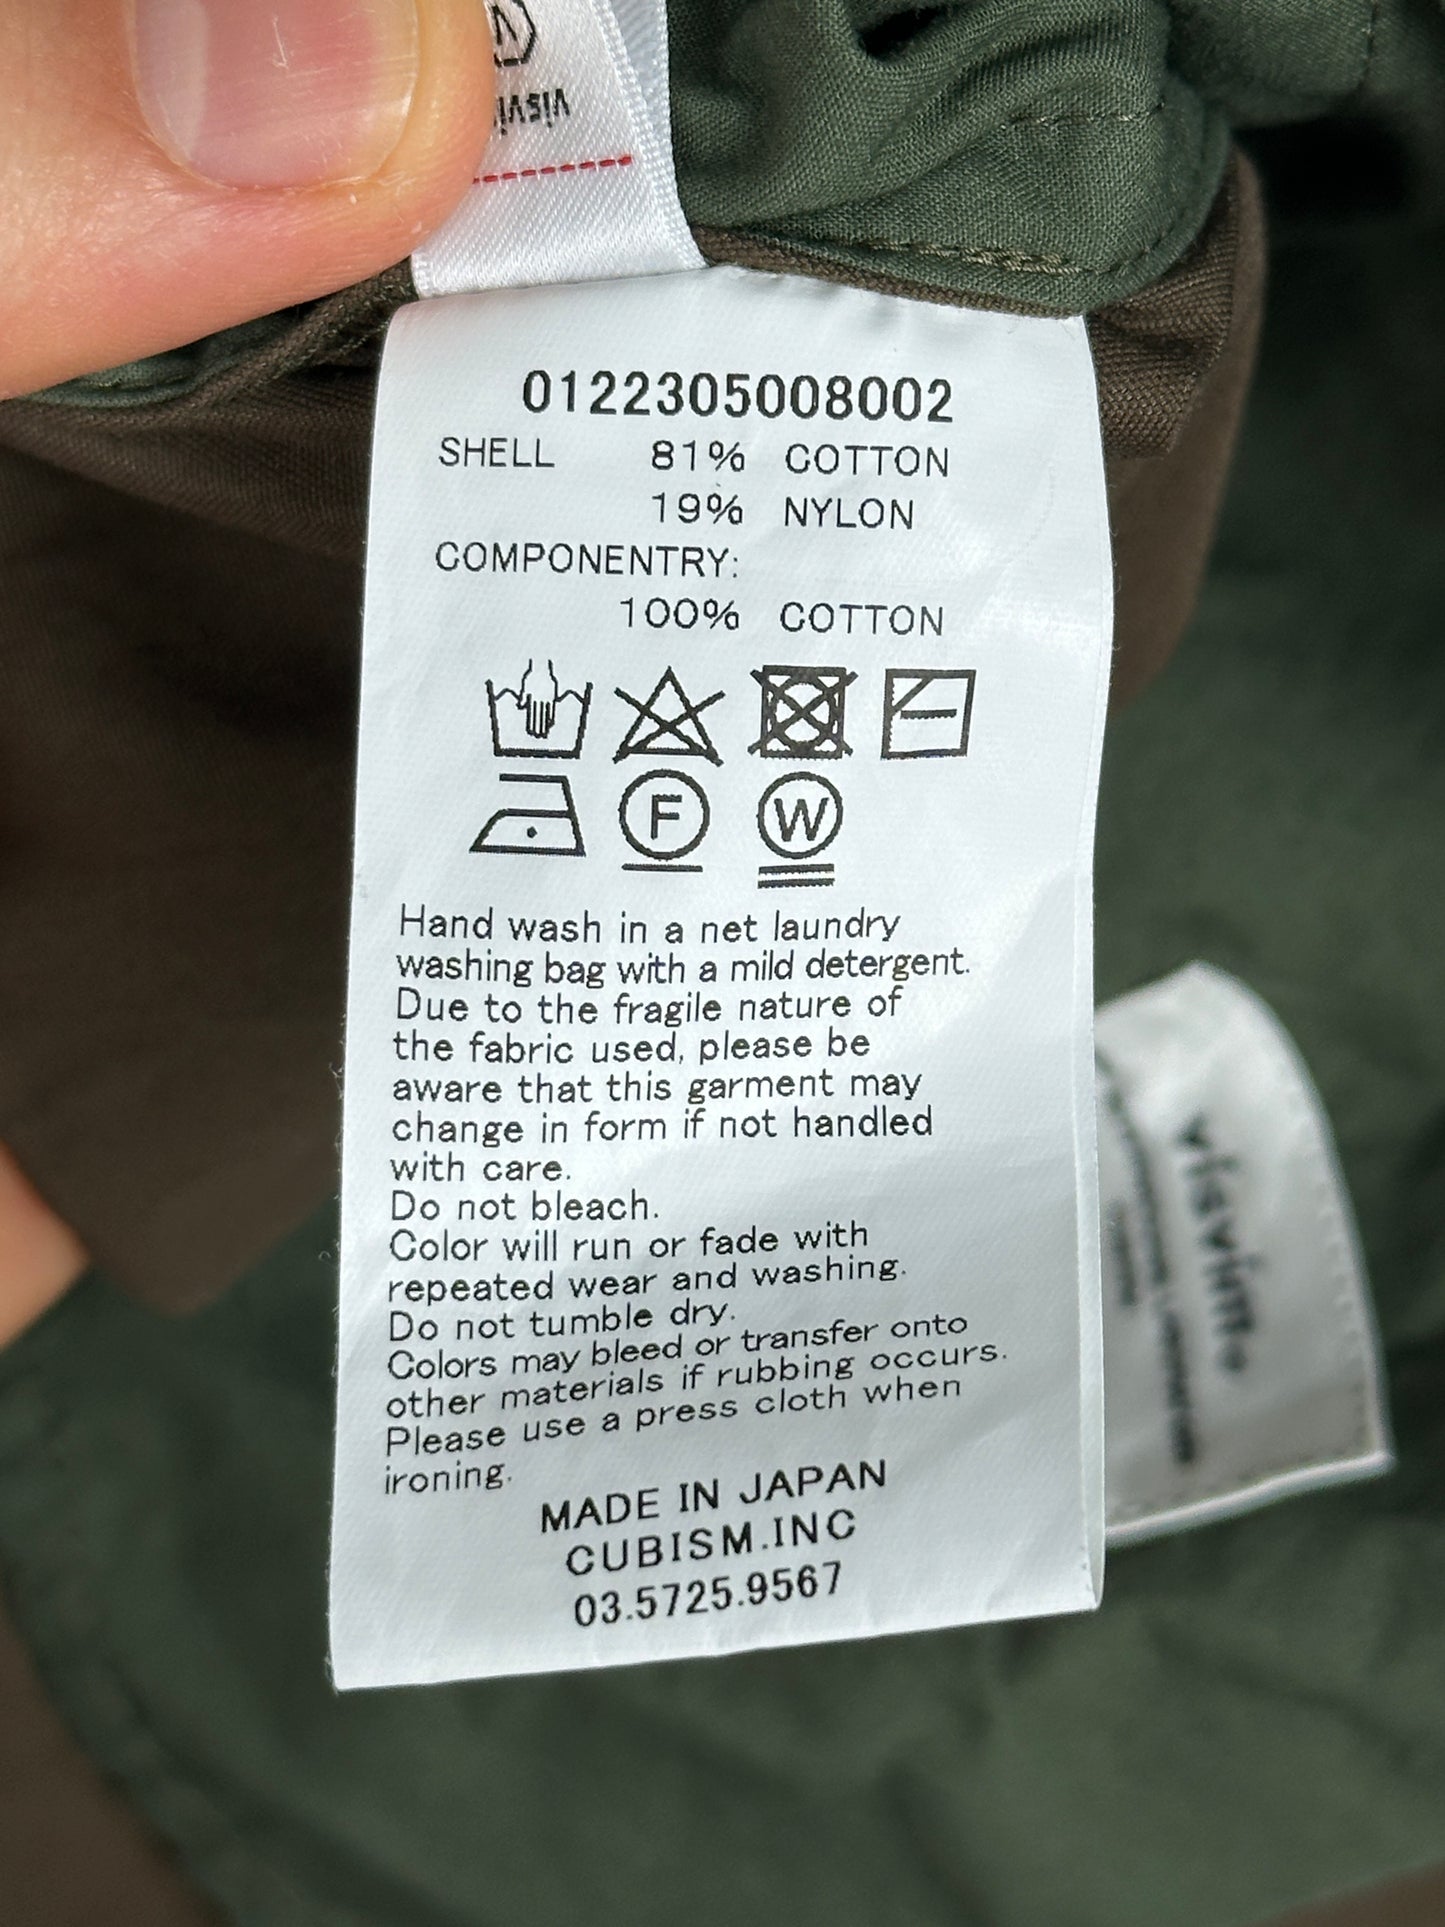 0122305008002
SHELL 81% COTTON
19% NYLON
COMPONENTRY:
100% COTTON
F W
Hand wash in a net laundry
washing bag with a mild detergent.
Due to the fragile nature of
the fabric used, please be
aware that this garment may
change in form if not handled
with care.
Do not bleach.
Color will run or fade with
repeated wear and washing.
Do not tumble dry.
Colors may bleed or transfer onto
other materials if rubbing occurs.
Please use a press cloth when
ironing.
MADE IN JAPAN
CUBISM.INC
03.5725.9567
visvim